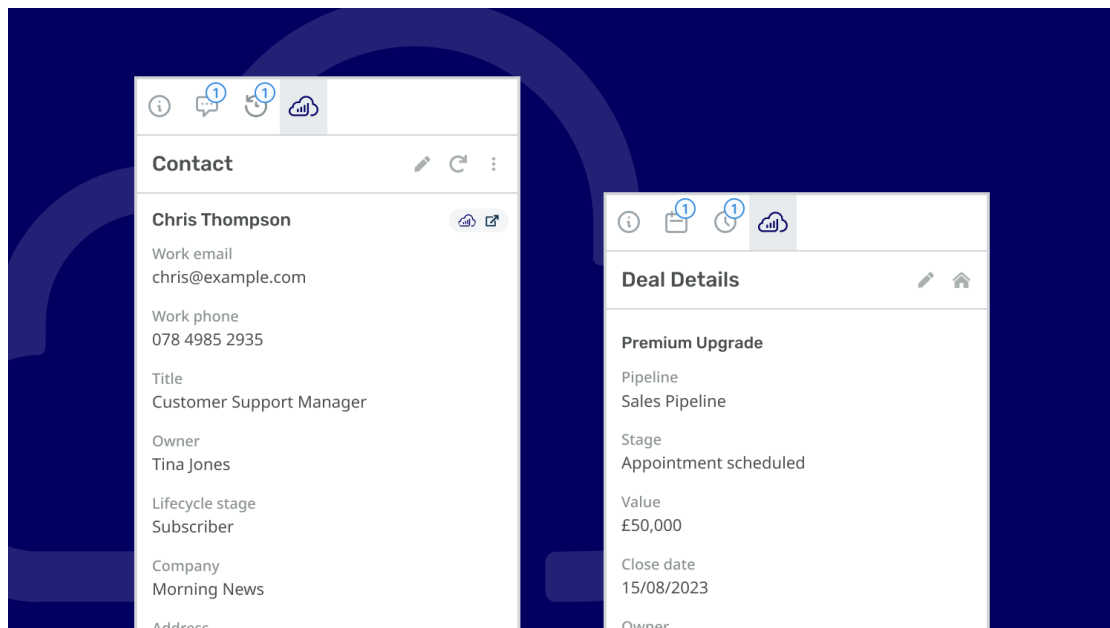 1
1
Contact
Chris Thompson
Work email
chris@example.com
Work phone
078 4985 2935
Title
Customer Support Manager
Owner
Tina Jones
Lifecycle stage
Subscriber
Company
Morning News
Address
1
1
Deal Details
Premium Upgrade
Pipeline
Sales Pipeline
Stage
Appointment scheduled
Value
£50,000
Close date
15/08/2023
Owner